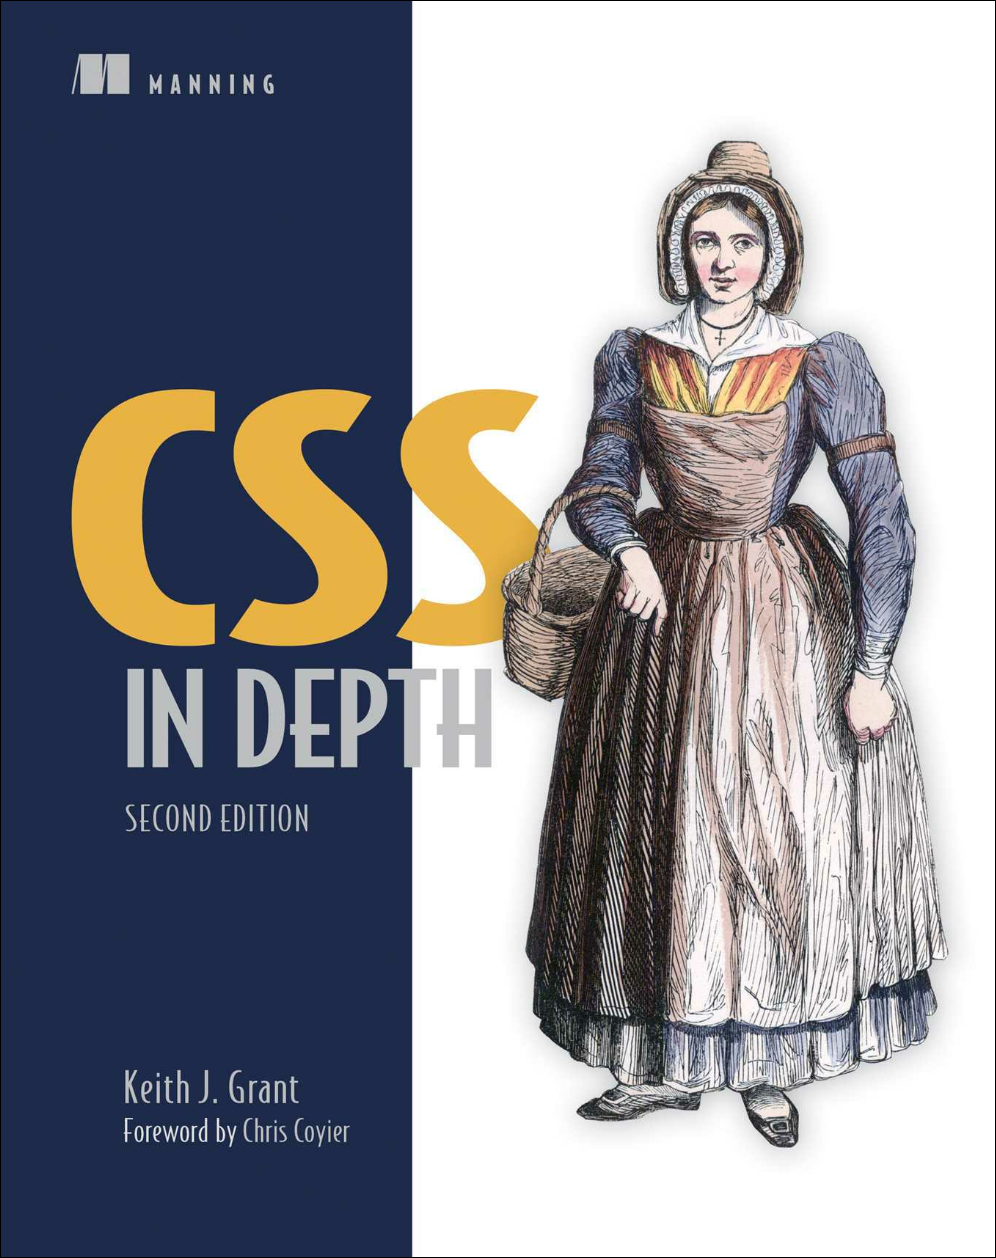 MANNING
CSS
IN DEPTH
SECOND EDITION
Keith J. Grant
Foreword by Chris Coyier